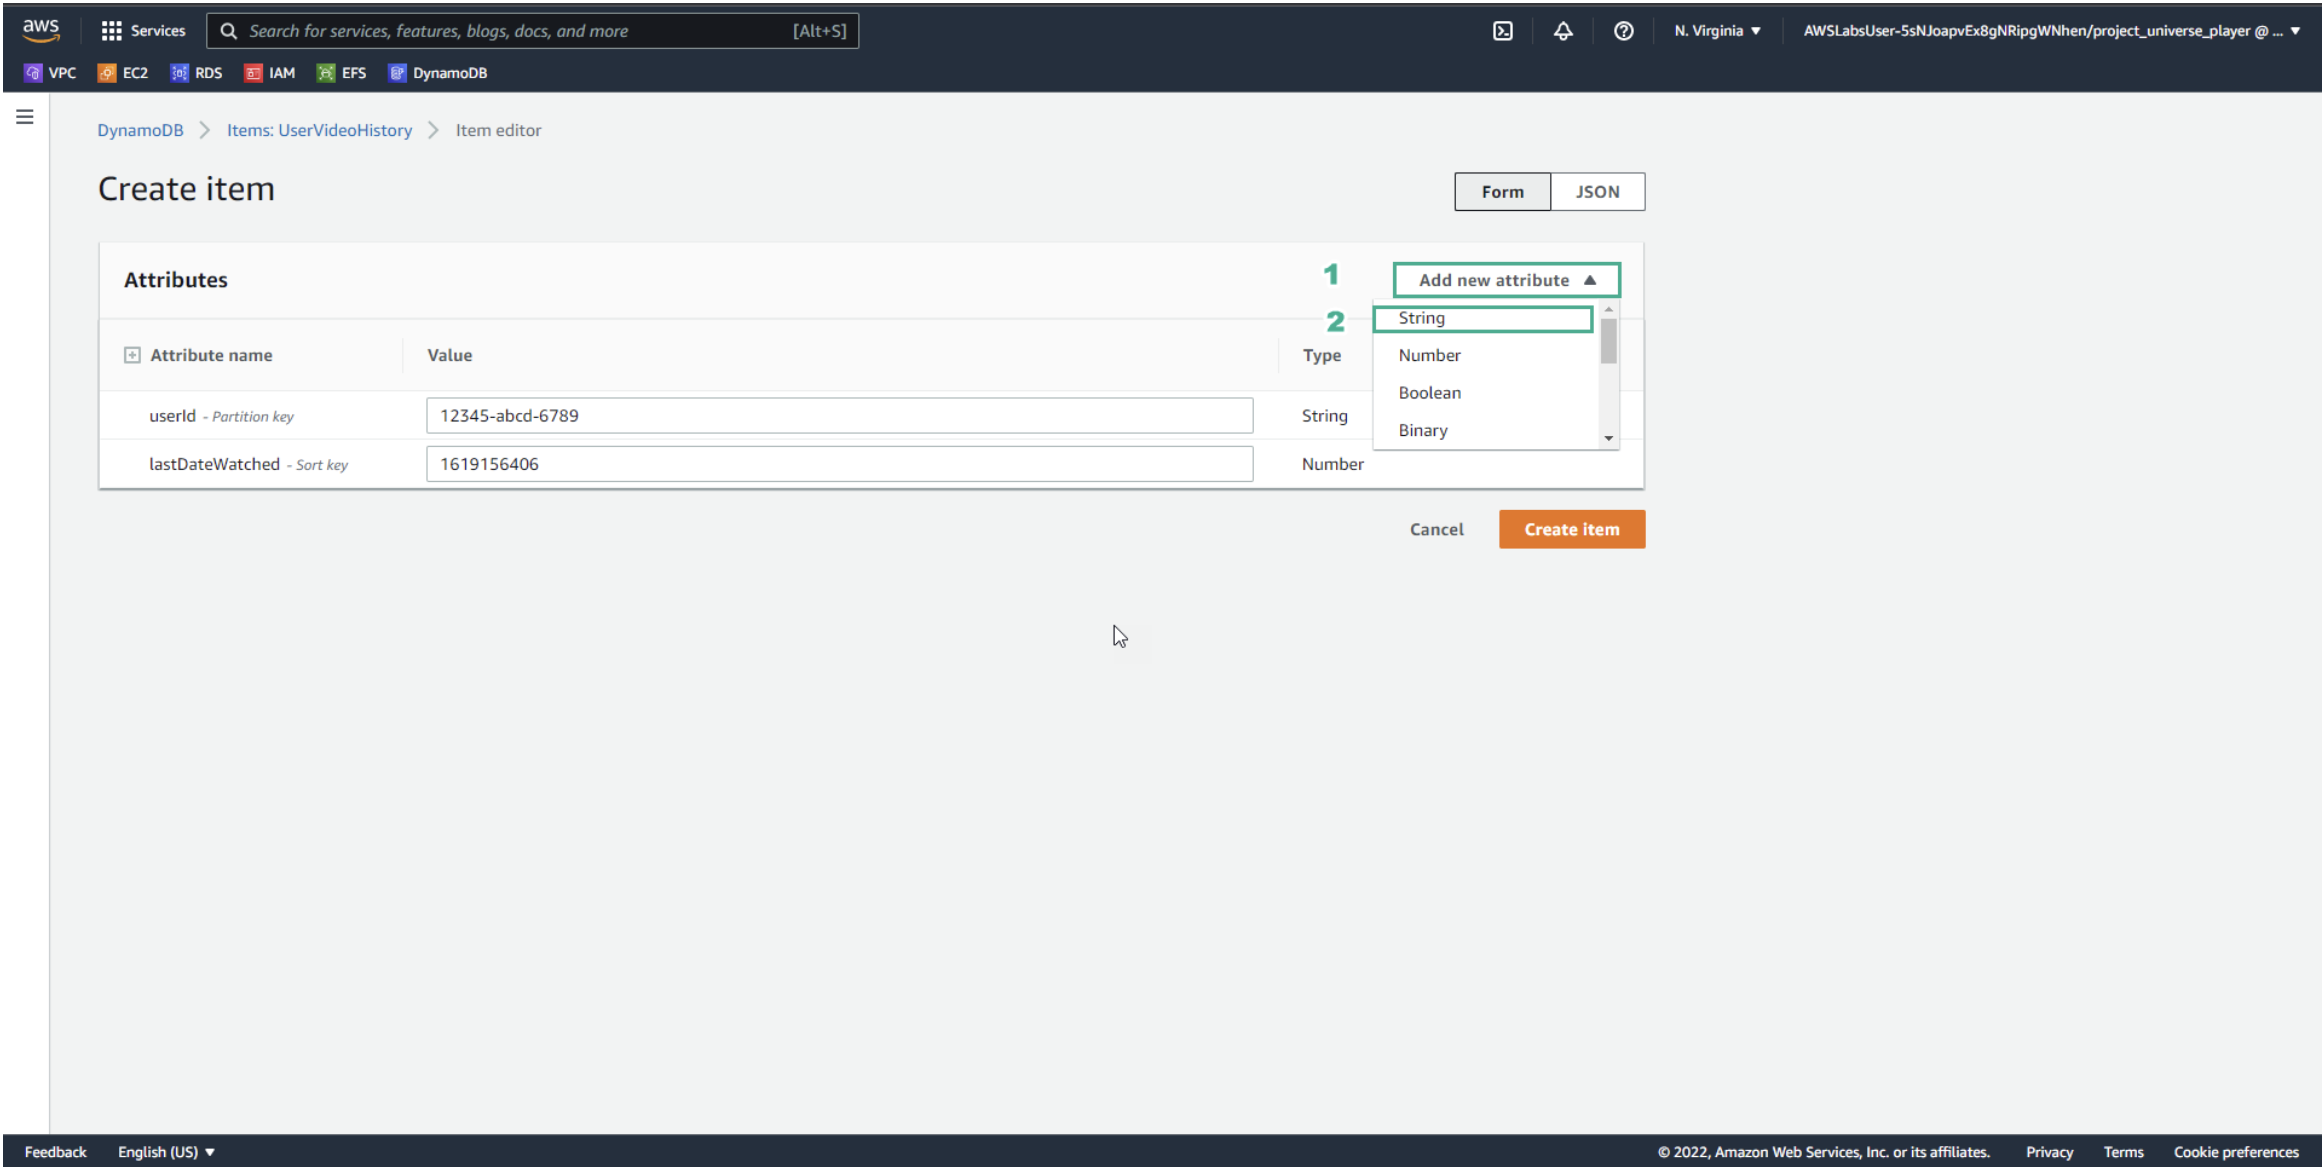 aws Services Search for services, features, blogs, docs, and more [Alt+S] N. Virginia ▼ AWSLabsUser-5sNJoapvEx8gNRipgWNhen/project_universe_player @ ... ▼
VPC EC2 RDS IAM EFS DynamoDB
DynamoDB > Items: UserVideoHistory > Item editor
Create item
Form JSON
Attributes
1 Add new attribute ▲
2 String
Attribute name Value Type
Number
Boolean
userId - Partition key 12345-abcd-6789 String
Binary
lastDateWatched - Sort key 1619156406 Number
Cancel Create item
Feedback English (US) ▼ © 2022, Amazon Web Services, Inc. or its affiliates. Privacy Terms Cookie preferences